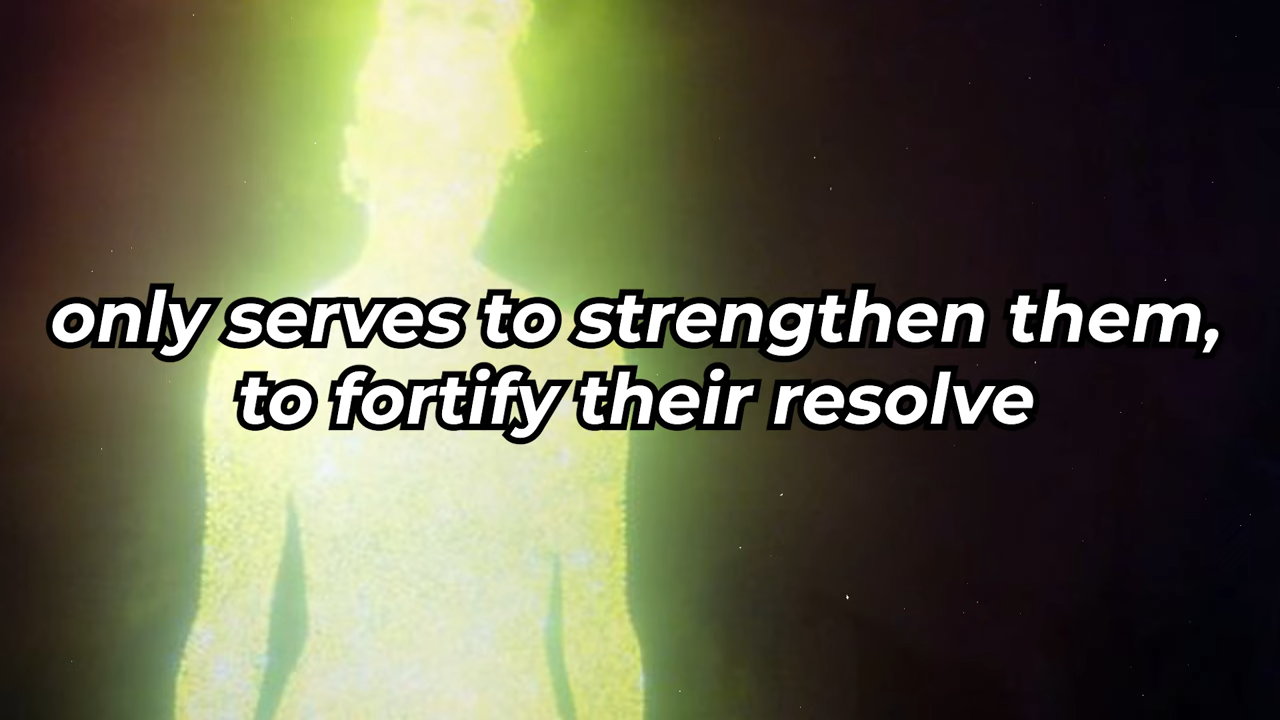 only serves to strengthen them,
to fortify their resolve